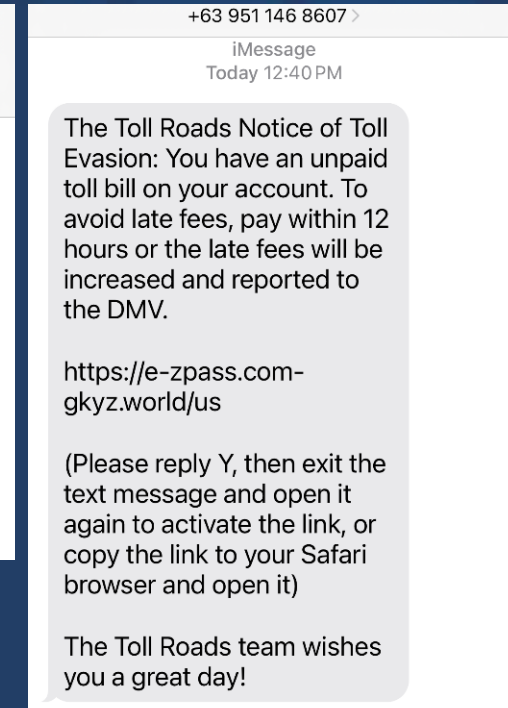 +63 951 146 8607
iMessage
Today 12:40 PM
The Toll Roads Notice of Toll
Evasion: You have an unpaid
toll bill on your account. To
avoid late fees, pay within 12
hours or the late fees will be
increased and reported to
the DMV.
https://e-zpass.com-
gkyz.world/us
(Please reply Y, then exit the
text message and open it
again to activate the link, or
copy the link to your Safari
browser and open it)
The Toll Roads team wishes
you a great day!